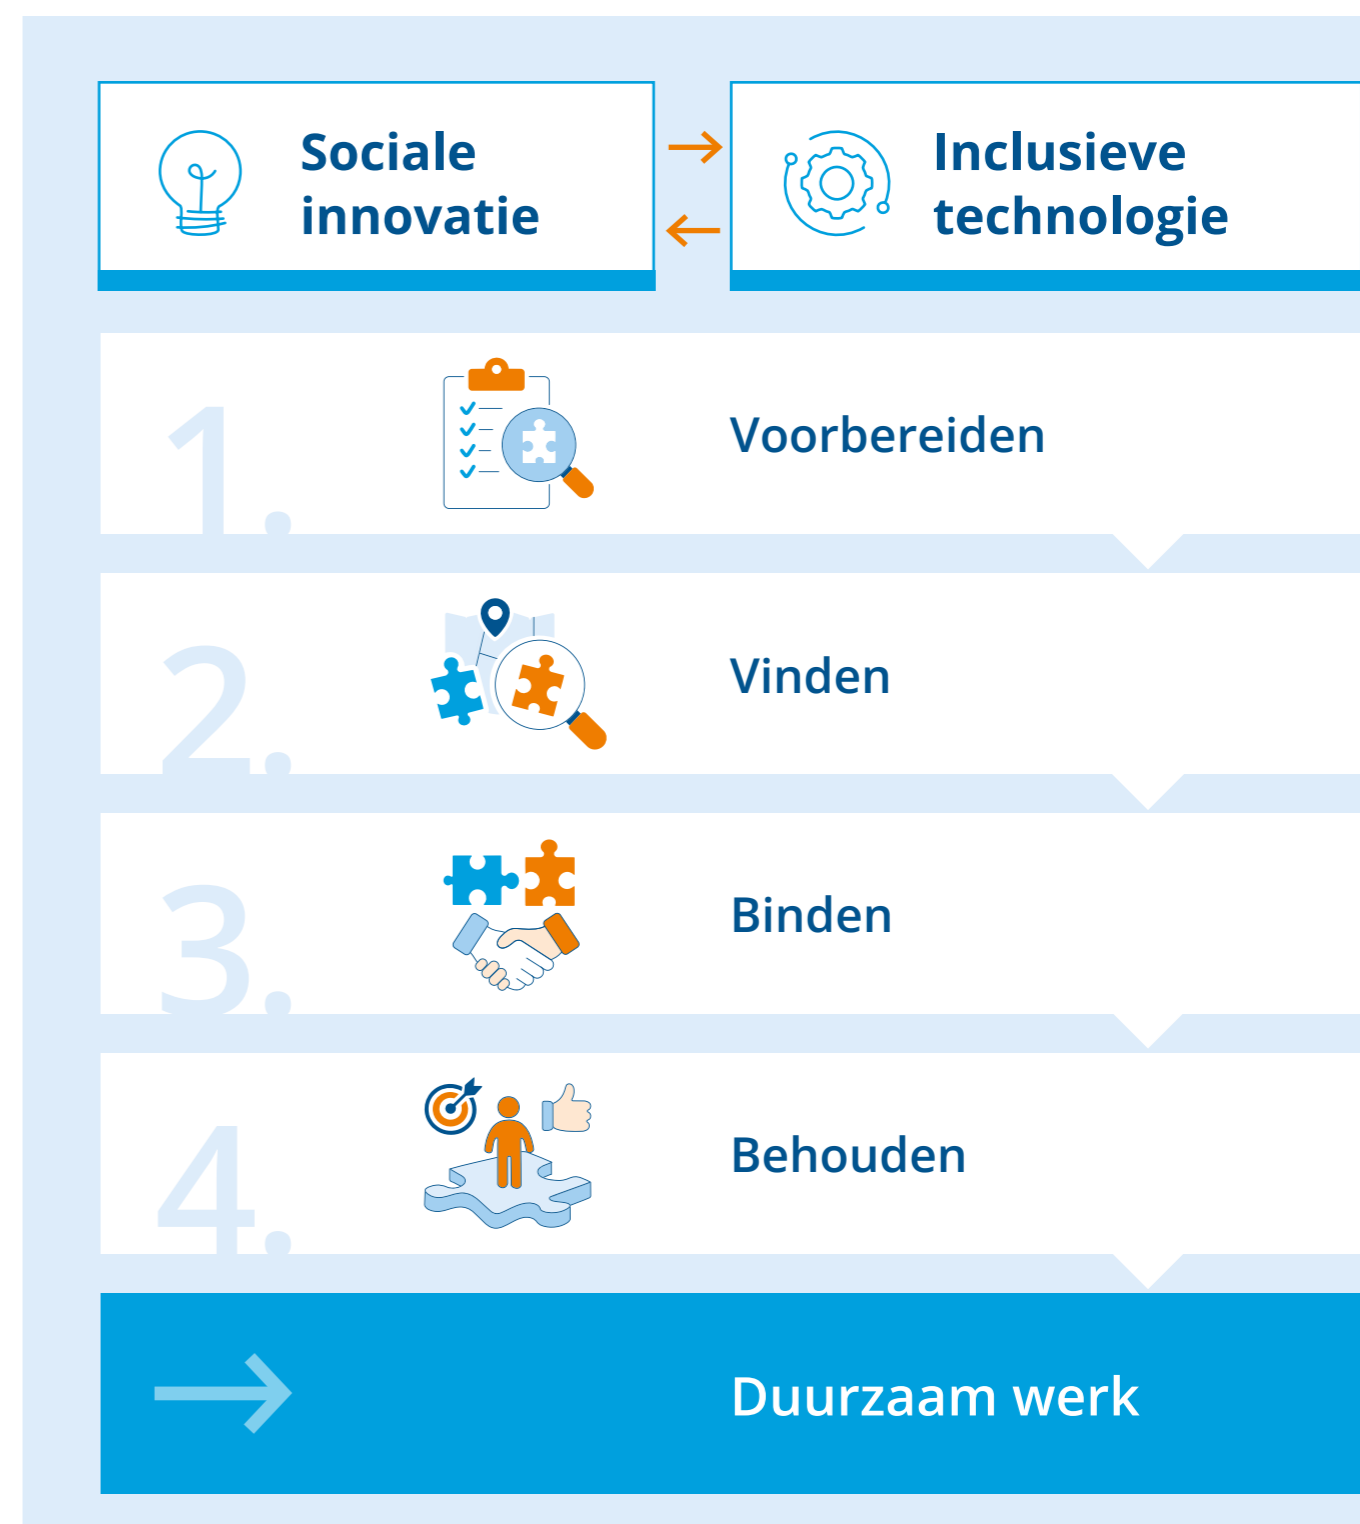 Sociale
innovatie
Inclusieve
technologie
1.
Voorbereiden
2.
Vinden
3.
Binden
4.
Behouden
Duurzaam werk